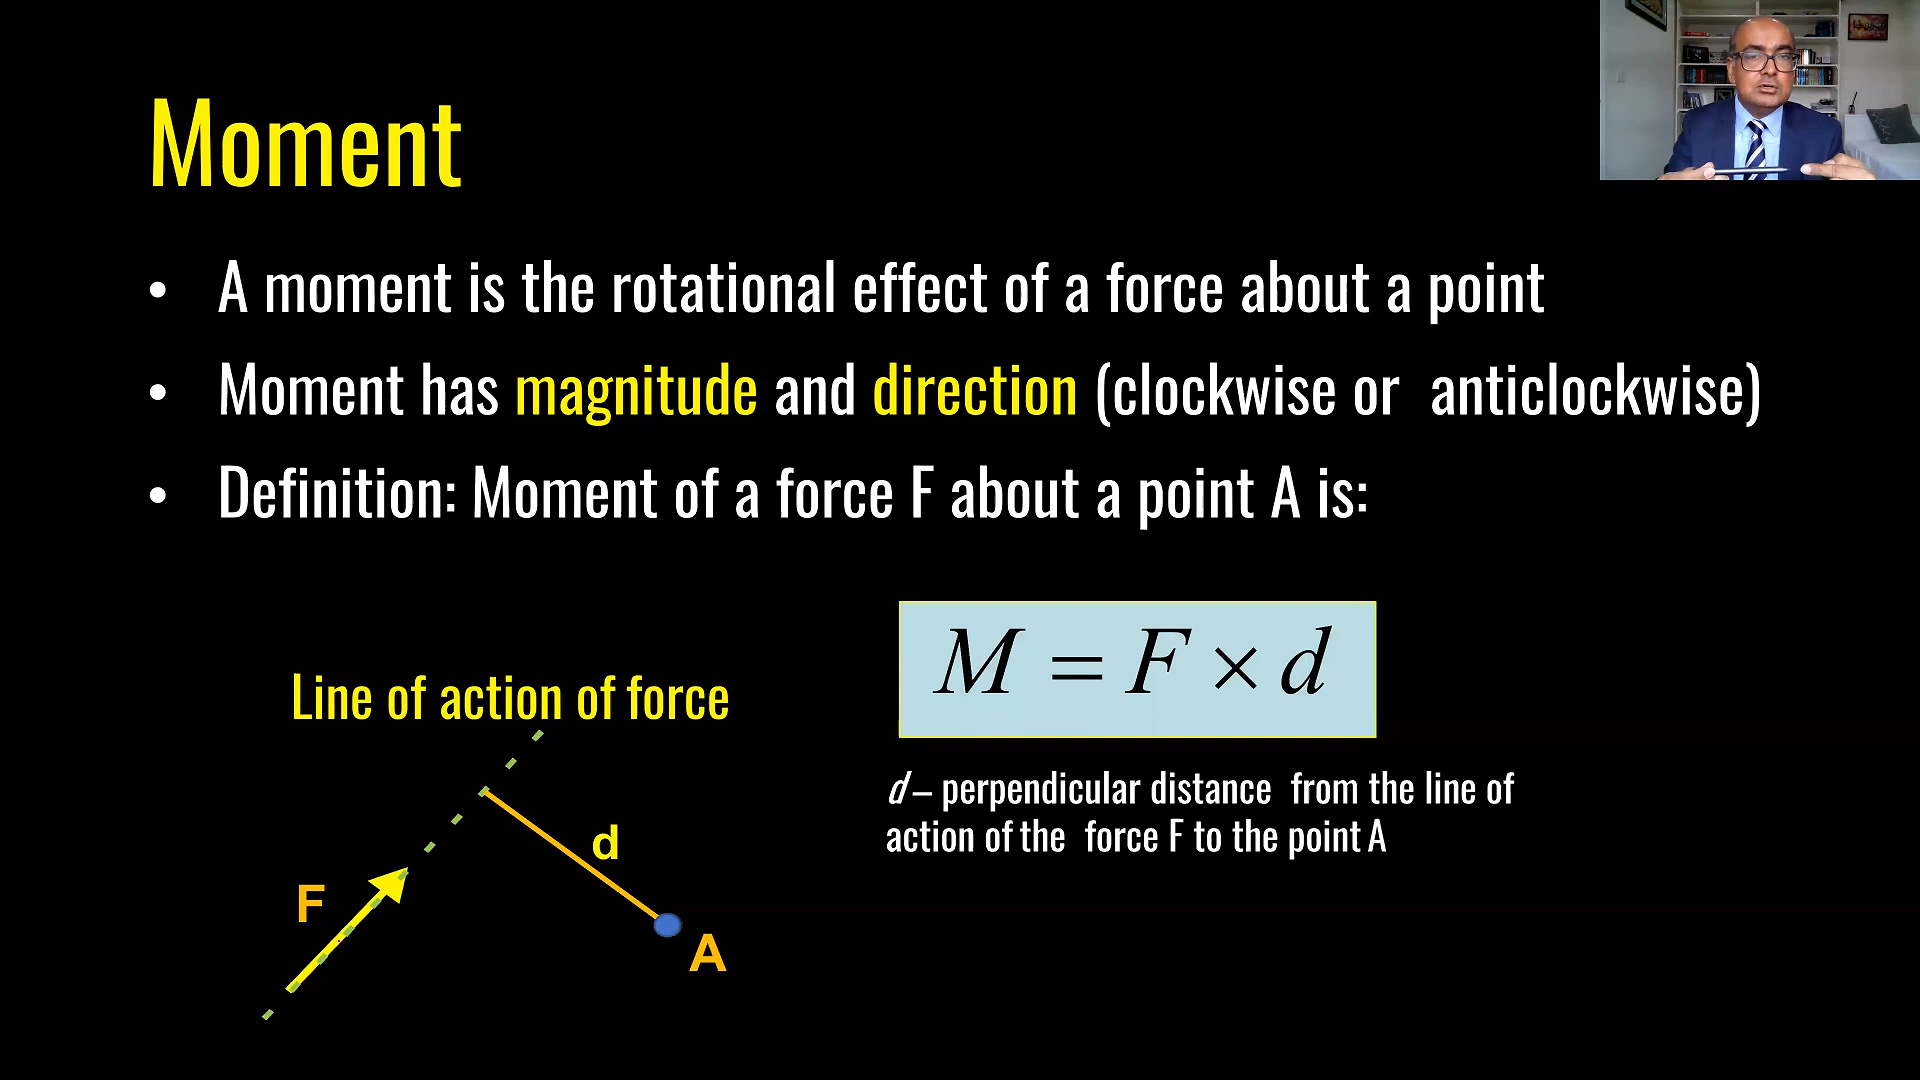 Moment
• A moment is the rotational effect of a force about a point
• Moment has magnitude and direction (clockwise or anticlockwise)
• Definition: Moment of a force F about a point A is:
M = F × d
Line of action of force
d – perpendicular distance from the line of
action of the force F to the point A
d
F
A